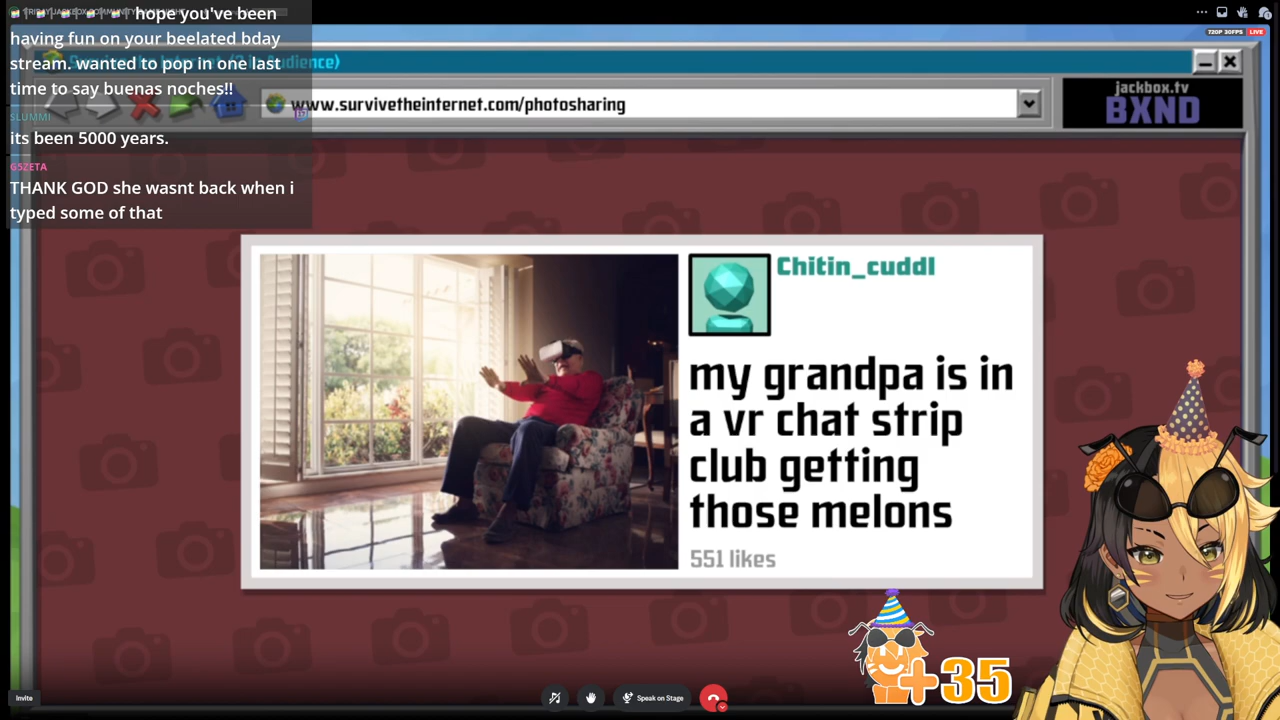 hope you've been
having fun on your beelated bday
stream. wanted to pop in one last
time to say buenas noches!!
SLUMMI
its been 5000 years.
G5ZETA
THANK GOD she wasnt back when i
typed some of that
720P 30FPS LIVE
www.survivetheinternet.com/photosharing
jackbox.tv
BXND
Chitin_cuddl
my grandpa is in
a vr chat strip
club getting
those melons
551 likes
+35
Invite
Speak on Stage